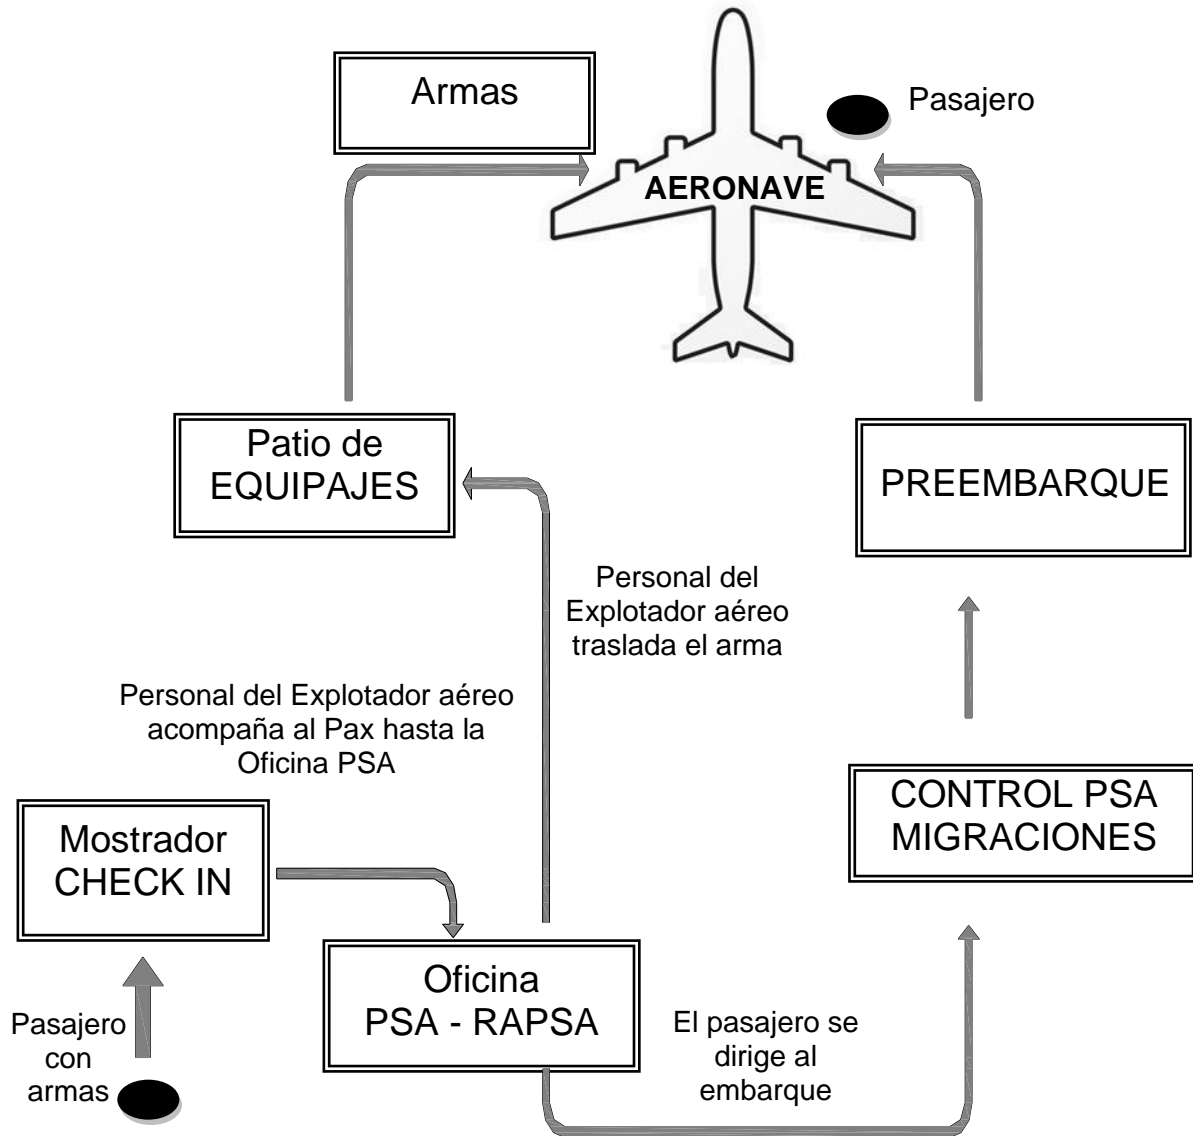 Armas
Pasajero
AERONAVE
Patio de
EQUIPAJES
PREEMBARQUE
Personal del
Explotador aéreo
traslada el arma
Personal del Explotador aéreo
acompaña al Pax hasta la
Oficina PSA
CONTROL PSA
MIGRACIONES
Mostrador
CHECK IN
Oficina
PSA - RAPSA
Pasajero
con
armas
El pasajero se
dirige al
embarque